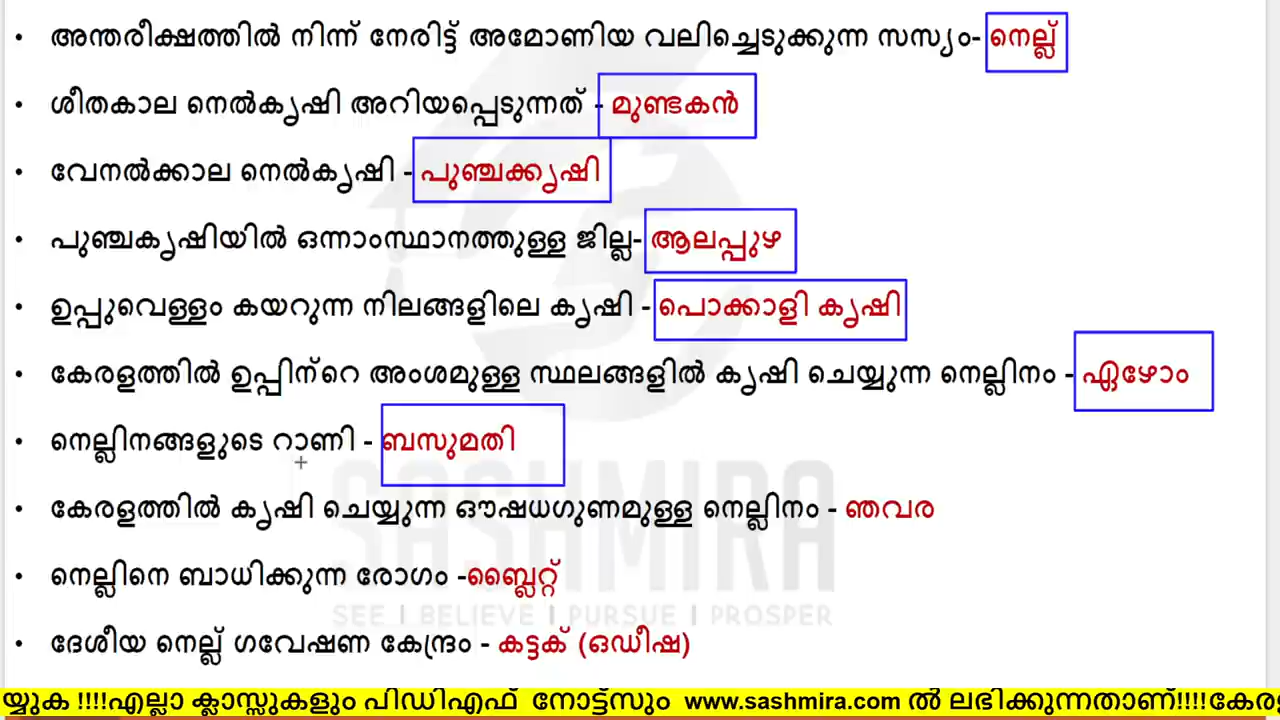 • അന്തരീക്ഷത്തിൽ നിന്ന് നേരിട്ട് അമോണിയ വലിച്ചെടുക്കുന്ന സസ്യം- നെല്ല്
• ശീതകാല നെൽകൃഷി അറിയപ്പെടുന്നത് - മുണ്ടകൻ
• വേനൽക്കാല നെൽകൃഷി - പുഞ്ചക്കൃഷി
• പുഞ്ചകൃഷിയിൽ ഒന്നാംസ്ഥാനത്തുള്ള ജില്ല- ആലപ്പുഴ
• ഉപ്പുവെള്ളം കയറുന്ന നിലങ്ങളിലെ കൃഷി - പൊക്കാളി കൃഷി
• കേരളത്തിൽ ഉപ്പിന്റെ അംശമുള്ള സ്ഥലങ്ങളിൽ കൃഷി ചെയ്യുന്ന നെല്ലിനം - ഏഴോം
• നെല്ലിനങ്ങളുടെ റാണി - ബസുമതി
• കേരളത്തിൽ കൃഷി ചെയ്യുന്ന ഔഷധഗുണമുള്ള നെല്ലിനം - ഞവര
• നെല്ലിനെ ബാധിക്കുന്ന രോഗം -ബ്ലൈറ്റ്
• ദേശീയ നെല്ല് ഗവേഷണ കേന്ദ്രം - കട്ടക് (ഒഡീഷ)
SASHMIRA
SEE | BELIEVE | PURSUE | PROSPER
യ്യുക !!!!എല്ലാ ക്ലാസ്സുകളും പിഡിഎഫ് നോട്ട്സും www.sashmira.com ൽ ലഭിക്കുന്നതാണ്!!!!കേര